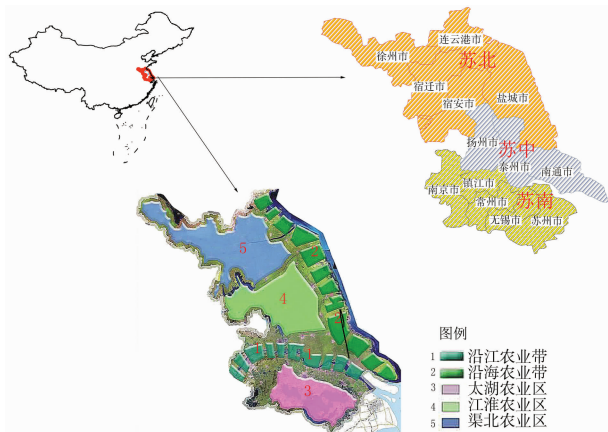 连云港市
徐州市
苏北
宿迁市
宿安市
盐城市
扬州市
苏中
泰州市
南通市
南京市
镇江市
苏南
常州市
无锡市
苏州市
5
2
4
3
图例
1 沿江农业带
2 沿海农业带
3 太湖农业区
4 江淮农业区
5 渠北农业区